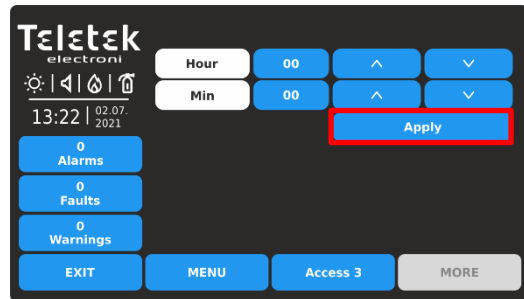 Teletek
electroni
13:22 | 02.07.
2021
0
Alarms
0
Faults
0
Warnings
Hour 00
Min 00
Apply
EXIT MENU Access 3 MORE